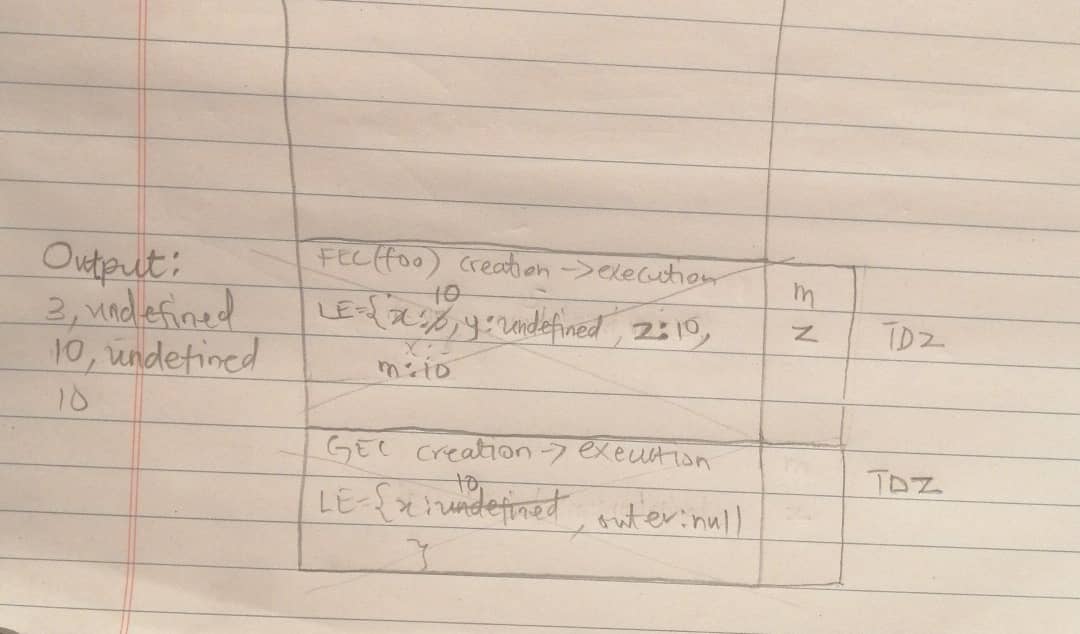 Output:
3, undefined
10, undefined
10
FEC(foo) creation -> execution
10
LE={x:3, y:undefined, z:10,
m:10
m
z
TDZ
GEC creation -> execution
10
LE={x:undefined, outer:null
}
TDZ